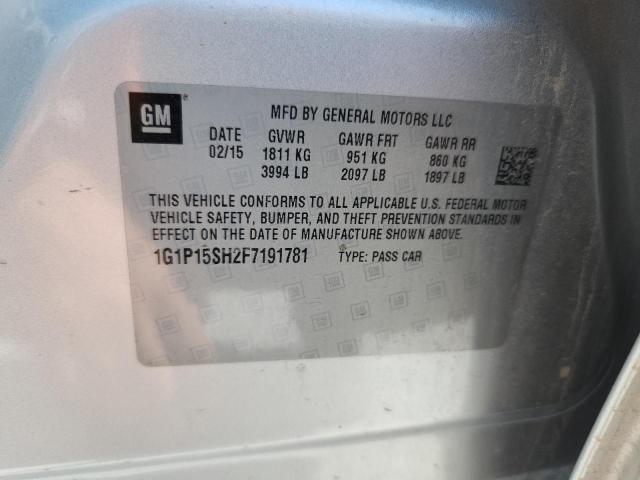 GM
MFD BY GENERAL MOTORS LLC
DATE GVWR GAWR FRT GAWR RR
02/15 1811 KG 951 KG 860 KG
3994 LB 2097 LB 1897 LB
THIS VEHICLE CONFORMS TO ALL APPLICABLE U.S. FEDERAL MOTOR
VEHICLE SAFETY, BUMPER, AND THEFT PREVENTION STANDARDS IN
EFFECT ON THE DATE OF MANUFACTURE SHOWN ABOVE.
1G1P15SH2F7191781 TYPE: PASS CAR